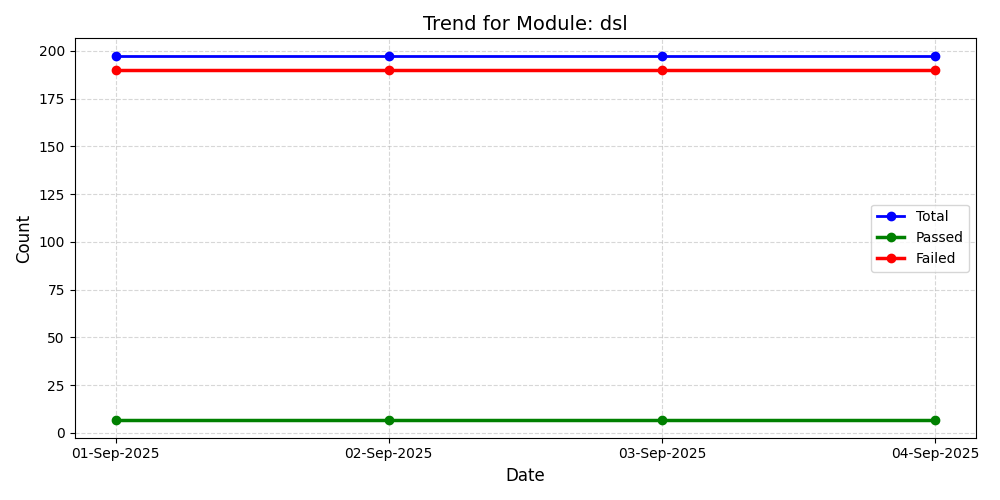 Trend for Module: dsl
200
175
150
125
100
75
50
25
0
Count
Total
Passed
Failed
01-Sep-2025
02-Sep-2025
03-Sep-2025
04-Sep-2025
Date